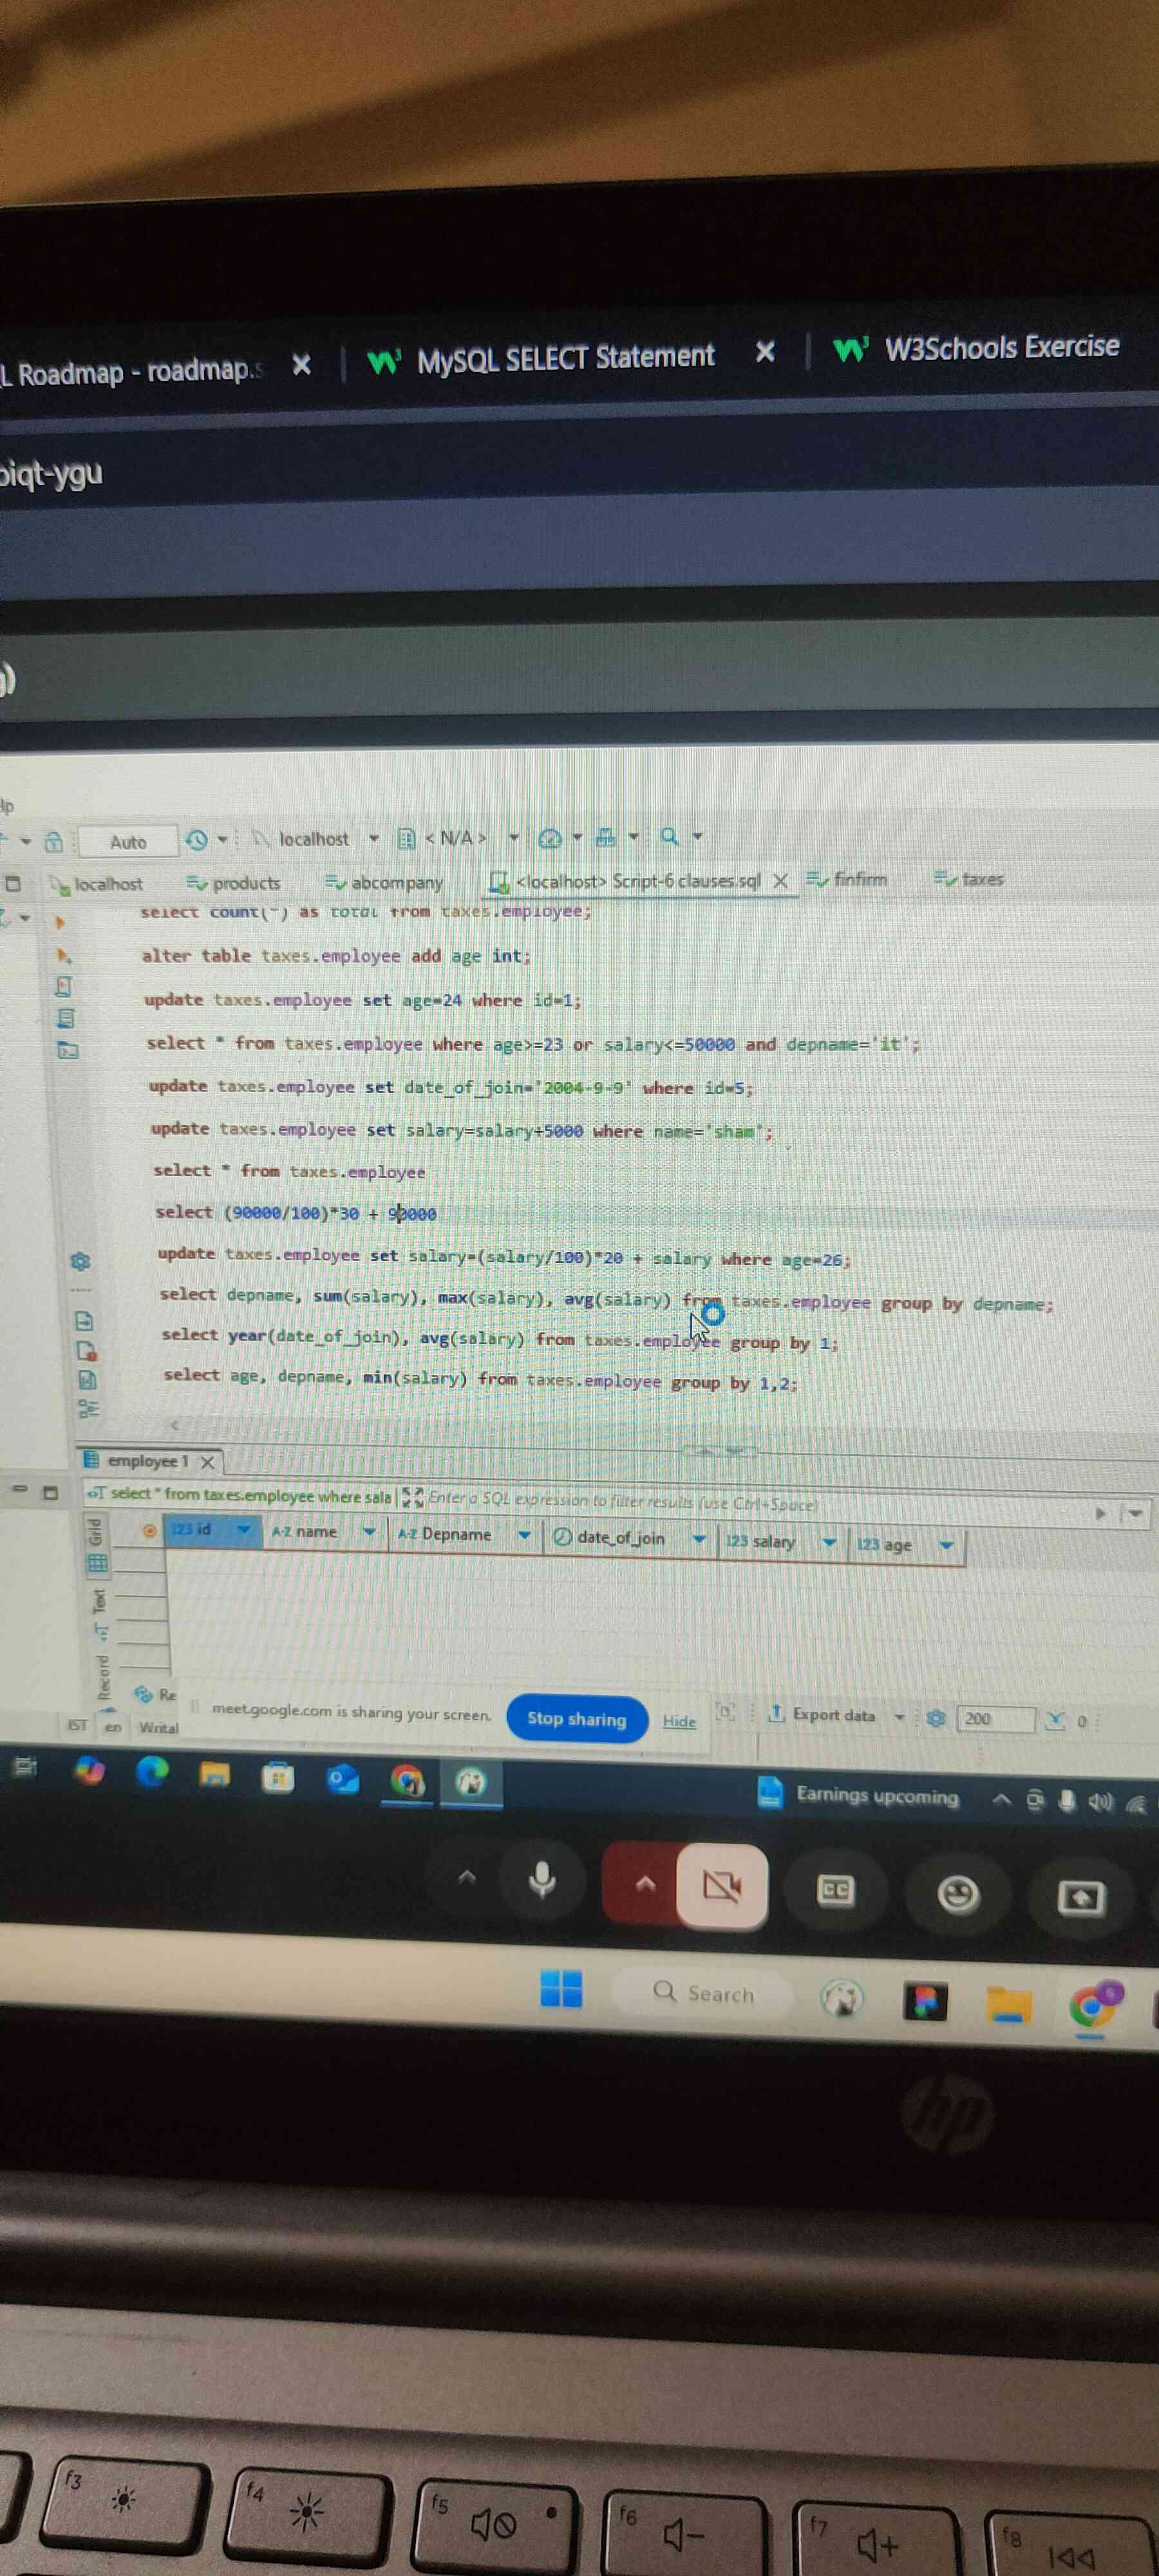 L Roadmap - roadmap.s
MySQL SELECT Statement
W3Schools Exercise
piqt-ygu
lp
Auto
localhost
< N/A >
localhost
products
abcompany
<localhost> Script-6 clauses.sql
finfirm
taxes
select count(*) as total from taxes.employee;
alter table taxes.employee add age int;
update taxes.employee set age=24 where id=1;
select * from taxes.employee where age>=23 or salary<=50000 and depname='it';
update taxes.employee set date_of_join='2004-9-9' where id=5;
update taxes.employee set salary=salary+5000 where name='sham';
select * from taxes.employee
select (90000/100)*30 + 90000
update taxes.employee set salary=(salary/100)*20 + salary where age=26;
select depname, sum(salary), max(salary), avg(salary) from taxes.employee group by depname;
select year(date_of_join), avg(salary) from taxes.employee group by 1;
select age, depname, min(salary) from taxes.employee group by 1,2;
employee 1
select * from taxes.employee where sala
Enter a SQL expression to filter results (use Ctrl+Space)
Grid
Text
Record
123 id
A-Z name
A-Z Depname
date_of_join
123 salary
123 age
Re
meet.google.com is sharing your screen.
Stop sharing
Hide
Export data
200
0
IST
en
Writal
Earnings upcoming
CC
Search
hp
f3
f4
f5
f6
f7
f8